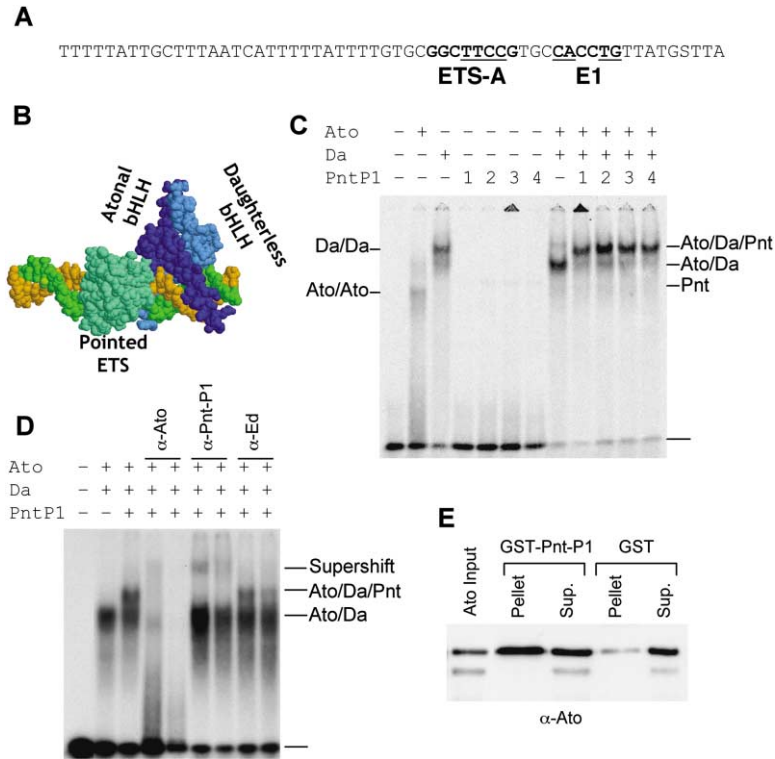 A
TTTTTATTGCTTTAATCATTTTTATTTTGTGCGGGCTTCCGTGCCACCTGTTATGSTTA
ETS-A E1
B
Atonal
bHLH
Daughterless
bHLH
Pointed
ETS
C
Ato − + − − − − − + + + + +
Da − − + − − − − − + + + +
PntP1 − − − 1 2 3 4 − 1 2 3 4
Da/Da
Ato/Ato
Ato/Da/Pnt
Ato/Da
Pnt
D
α-Ato
α-Pnt-P1
α-Ed
Ato − + + + + + + + +
Da − + + + + + + + +
PntP1 − − + + + + + + +
Supershift
Ato/Da/Pnt
Ato/Da
E
GST-Pnt-P1 GST
Ato Input
Pellet
Sup.
Pellet
Sup.
α-Ato